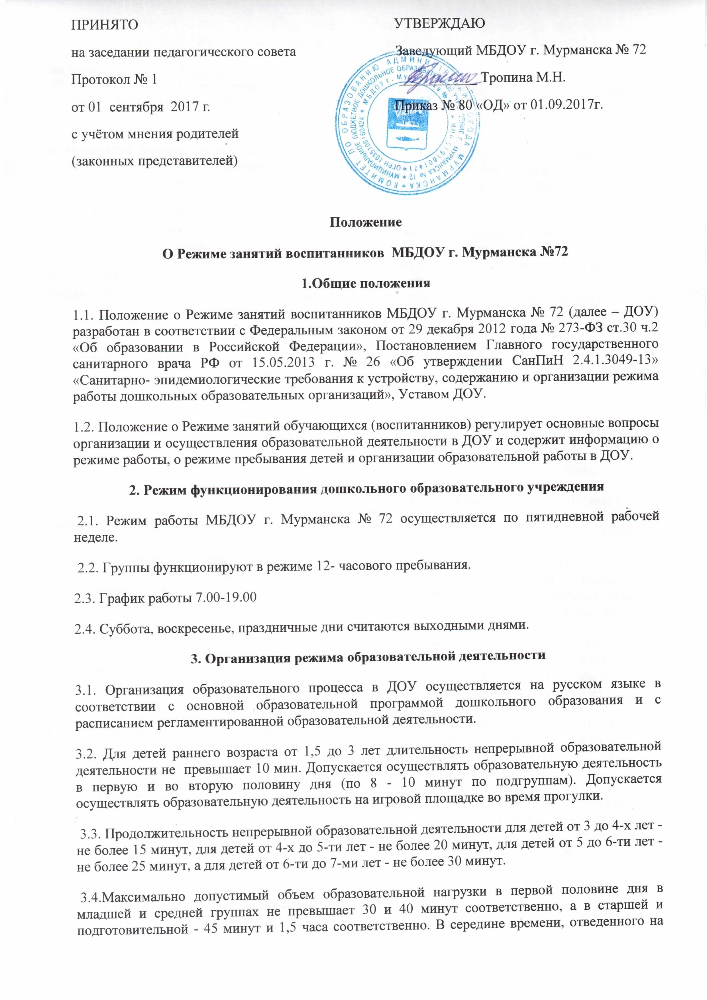 ПРИНЯТО
на заседании педагогического совета
Протокол № 1
от 01 сентября 2017 г.
с учётом мнения родителей
(законных представителей)
УТВЕРЖДАЮ
Заведующий МБДОУ г. Мурманска № 72
Тропина М.Н.
Приказ № 80 «ОД» от 01.09.2017г.
КОМИТЕТ ПО ОБРАЗОВАНИЮ АДМИНИСТРАЦИИ ГОРОДА МУРМАНСКА *
МУНИЦИПАЛЬНОЕ БЮДЖЕТНОЕ ДОШКОЛЬНОЕ ОБРАЗОВАТЕЛЬНОЕ УЧРЕЖДЕНИЕ Г. МУРМАНСКА № 72 *
ОГРН 1035100160424 * МБДОУ г. Мурманска №
Положение
О Режиме занятий воспитанников МБДОУ г. Мурманска №72
1.Общие положения
1.1. Положение о Режиме занятий воспитанников МБДОУ г. Мурманска № 72 (далее – ДОУ)
разработан в соответствии с Федеральным законом от 29 декабря 2012 года № 273-ФЗ ст.30 ч.2
«Об образовании в Российской Федерации», Постановлением Главного государственного
санитарного врача РФ от 15.05.2013 г. № 26 «Об утверждении СанПиН 2.4.1.3049-13»
«Санитарно- эпидемиологические требования к устройству, содержанию и организации режима
работы дошкольных образовательных организаций», Уставом ДОУ.
1.2. Положение о Режиме занятий обучающихся (воспитанников) регулирует основные вопросы
организации и осуществления образовательной деятельности в ДОУ и содержит информацию о
режиме работы, о режиме пребывания детей и организации образовательной работы в ДОУ.
2. Режим функционирования дошкольного образовательного учреждения
2.1. Режим работы МБДОУ г. Мурманска № 72 осуществляется по пятидневной рабочей
неделе.
2.2. Группы функционируют в режиме 12- часового пребывания.
2.3. График работы 7.00-19.00
2.4. Суббота, воскресенье, праздничные дни считаются выходными днями.
3. Организация режима образовательной деятельности
3.1. Организация образовательного процесса в ДОУ осуществляется на русском языке в
соответствии с основной образовательной программой дошкольного образования и с
расписанием регламентированной образовательной деятельности.
3.2. Для детей раннего возраста от 1,5 до 3 лет длительность непрерывной образовательной
деятельности не превышает 10 мин. Допускается осуществлять образовательную деятельность
в первую и во вторую половину дня (по 8 - 10 минут по подгруппам). Допускается
осуществлять образовательную деятельность на игровой площадке во время прогулки.
3.3. Продолжительность непрерывной образовательной деятельности для детей от 3 до 4-х лет -
не более 15 минут, для детей от 4-х до 5-ти лет - не более 20 минут, для детей от 5 до 6-ти лет -
не более 25 минут, а для детей от 6-ти до 7-ми лет - не более 30 минут.
3.4.Максимально допустимый объем образовательной нагрузки в первой половине дня в
младшей и средней группах не превышает 30 и 40 минут соответственно, а в старшей и
подготовительной - 45 минут и 1,5 часа соответственно. В середине времени, отведенного на